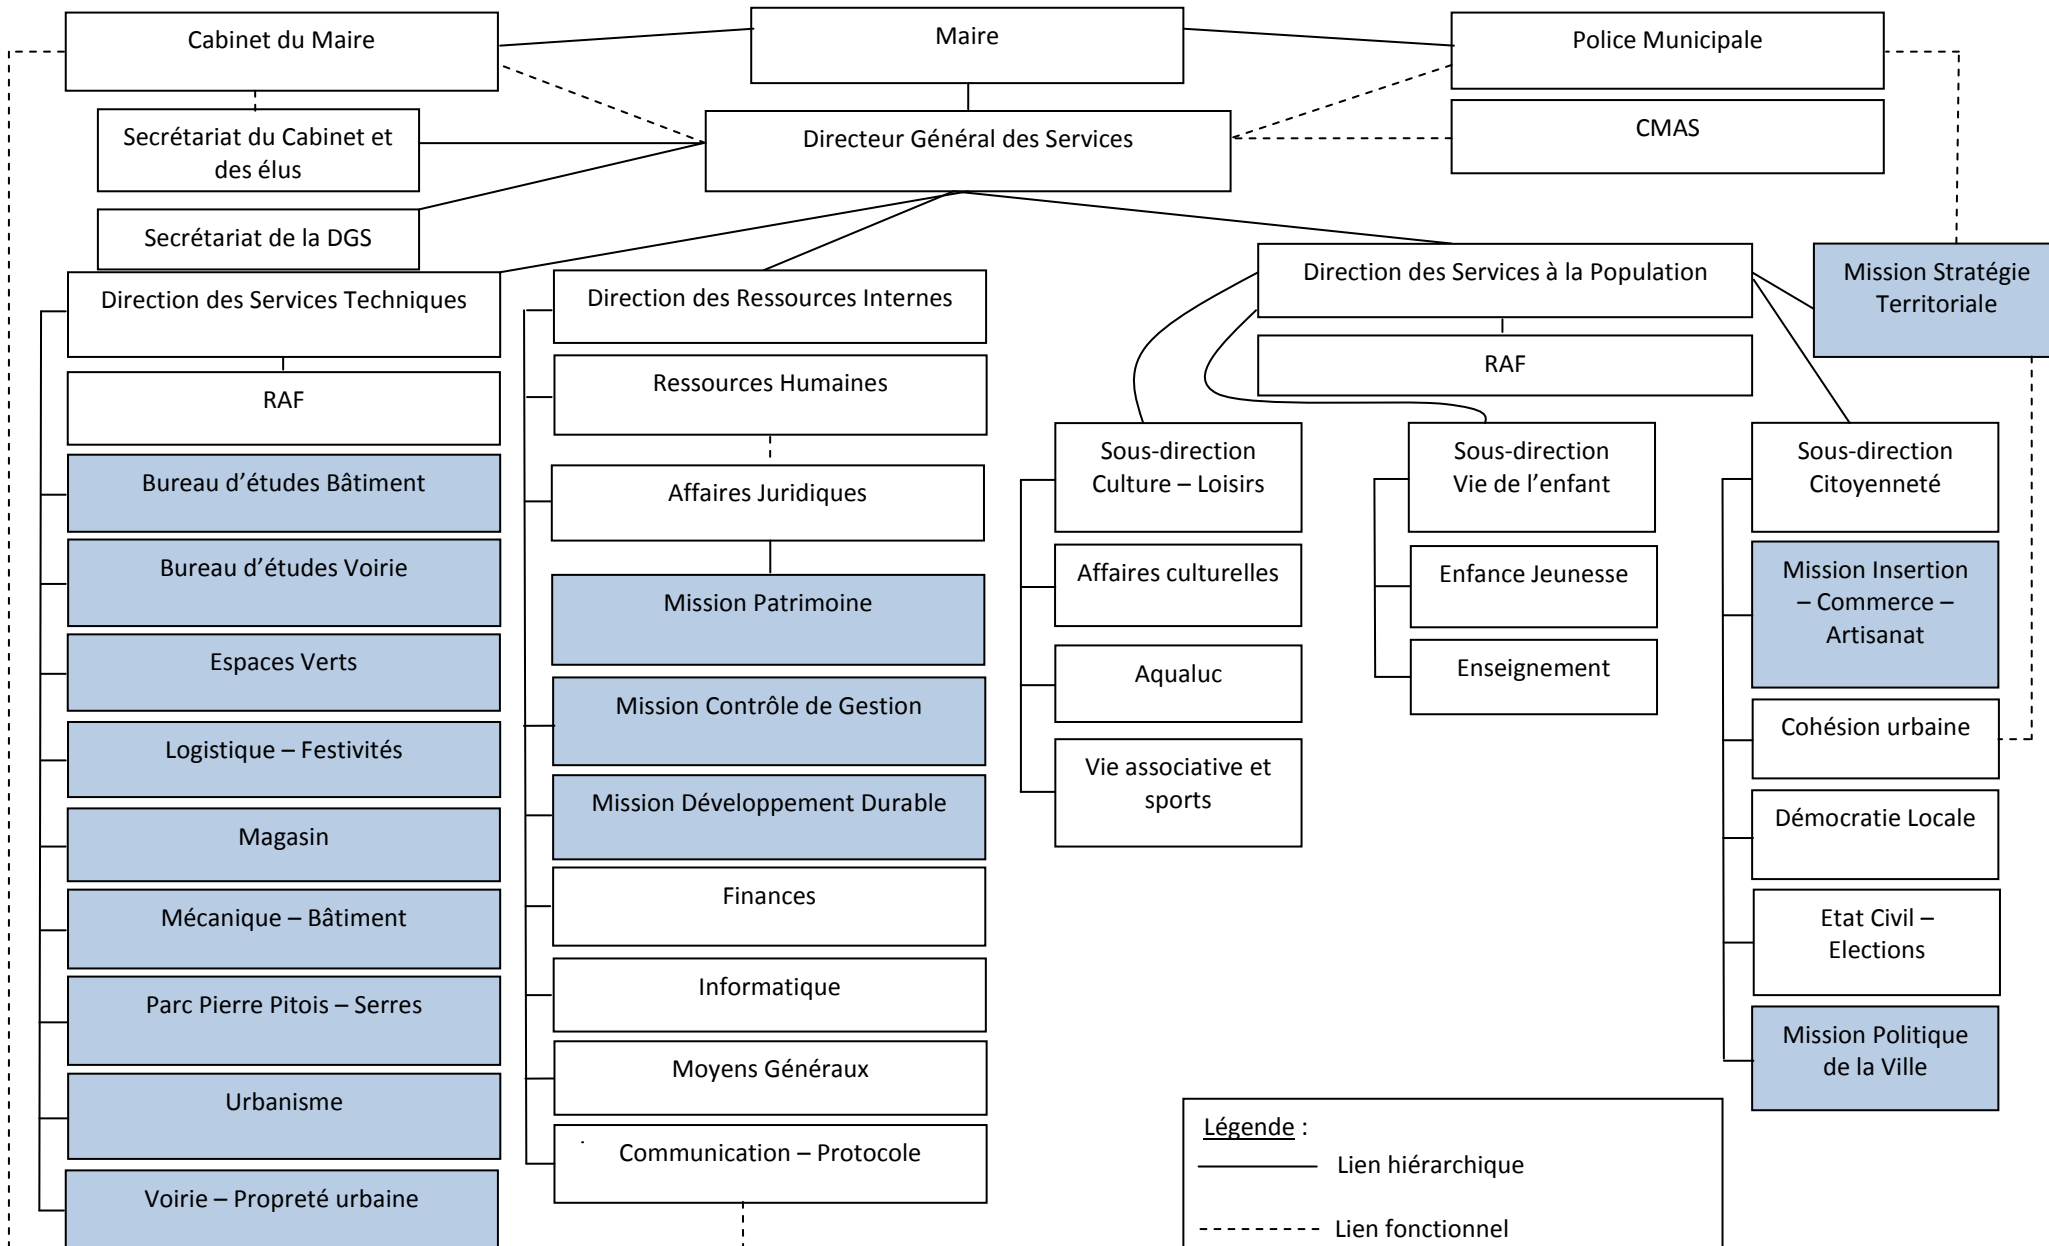 Cabinet du Maire
Maire
Police Municipale
Secrétariat du Cabinet et
des élus
Directeur Général des Services
CMAS
Secrétariat de la DGS
Direction des Services Techniques
RAF
Bureau d’études Bâtiment
Bureau d’études Voirie
Espaces Verts
Logistique – Festivités
Magasin
Mécanique – Bâtiment
Parc Pierre Pitois – Serres
Urbanisme
Voirie – Propreté urbaine
Direction des Ressources Internes
Ressources Humaines
Affaires Juridiques
Mission Patrimoine
Mission Contrôle de Gestion
Mission Développement Durable
Finances
Informatique
Moyens Généraux
Communication – Protocole
Direction des Services à la Population
RAF
Mission Stratégie
Territoriale
Sous-direction
Culture – Loisirs
Affaires culturelles
Aqualuc
Vie associative et
sports
Sous-direction
Vie de l’enfant
Enfance Jeunesse
Enseignement
Sous-direction
Citoyenneté
Mission Insertion
– Commerce –
Artisanat
Cohésion urbaine
Démocratie Locale
Etat Civil –
Elections
Mission Politique
de la Ville
Légende :
Lien hiérarchique
Lien fonctionnel